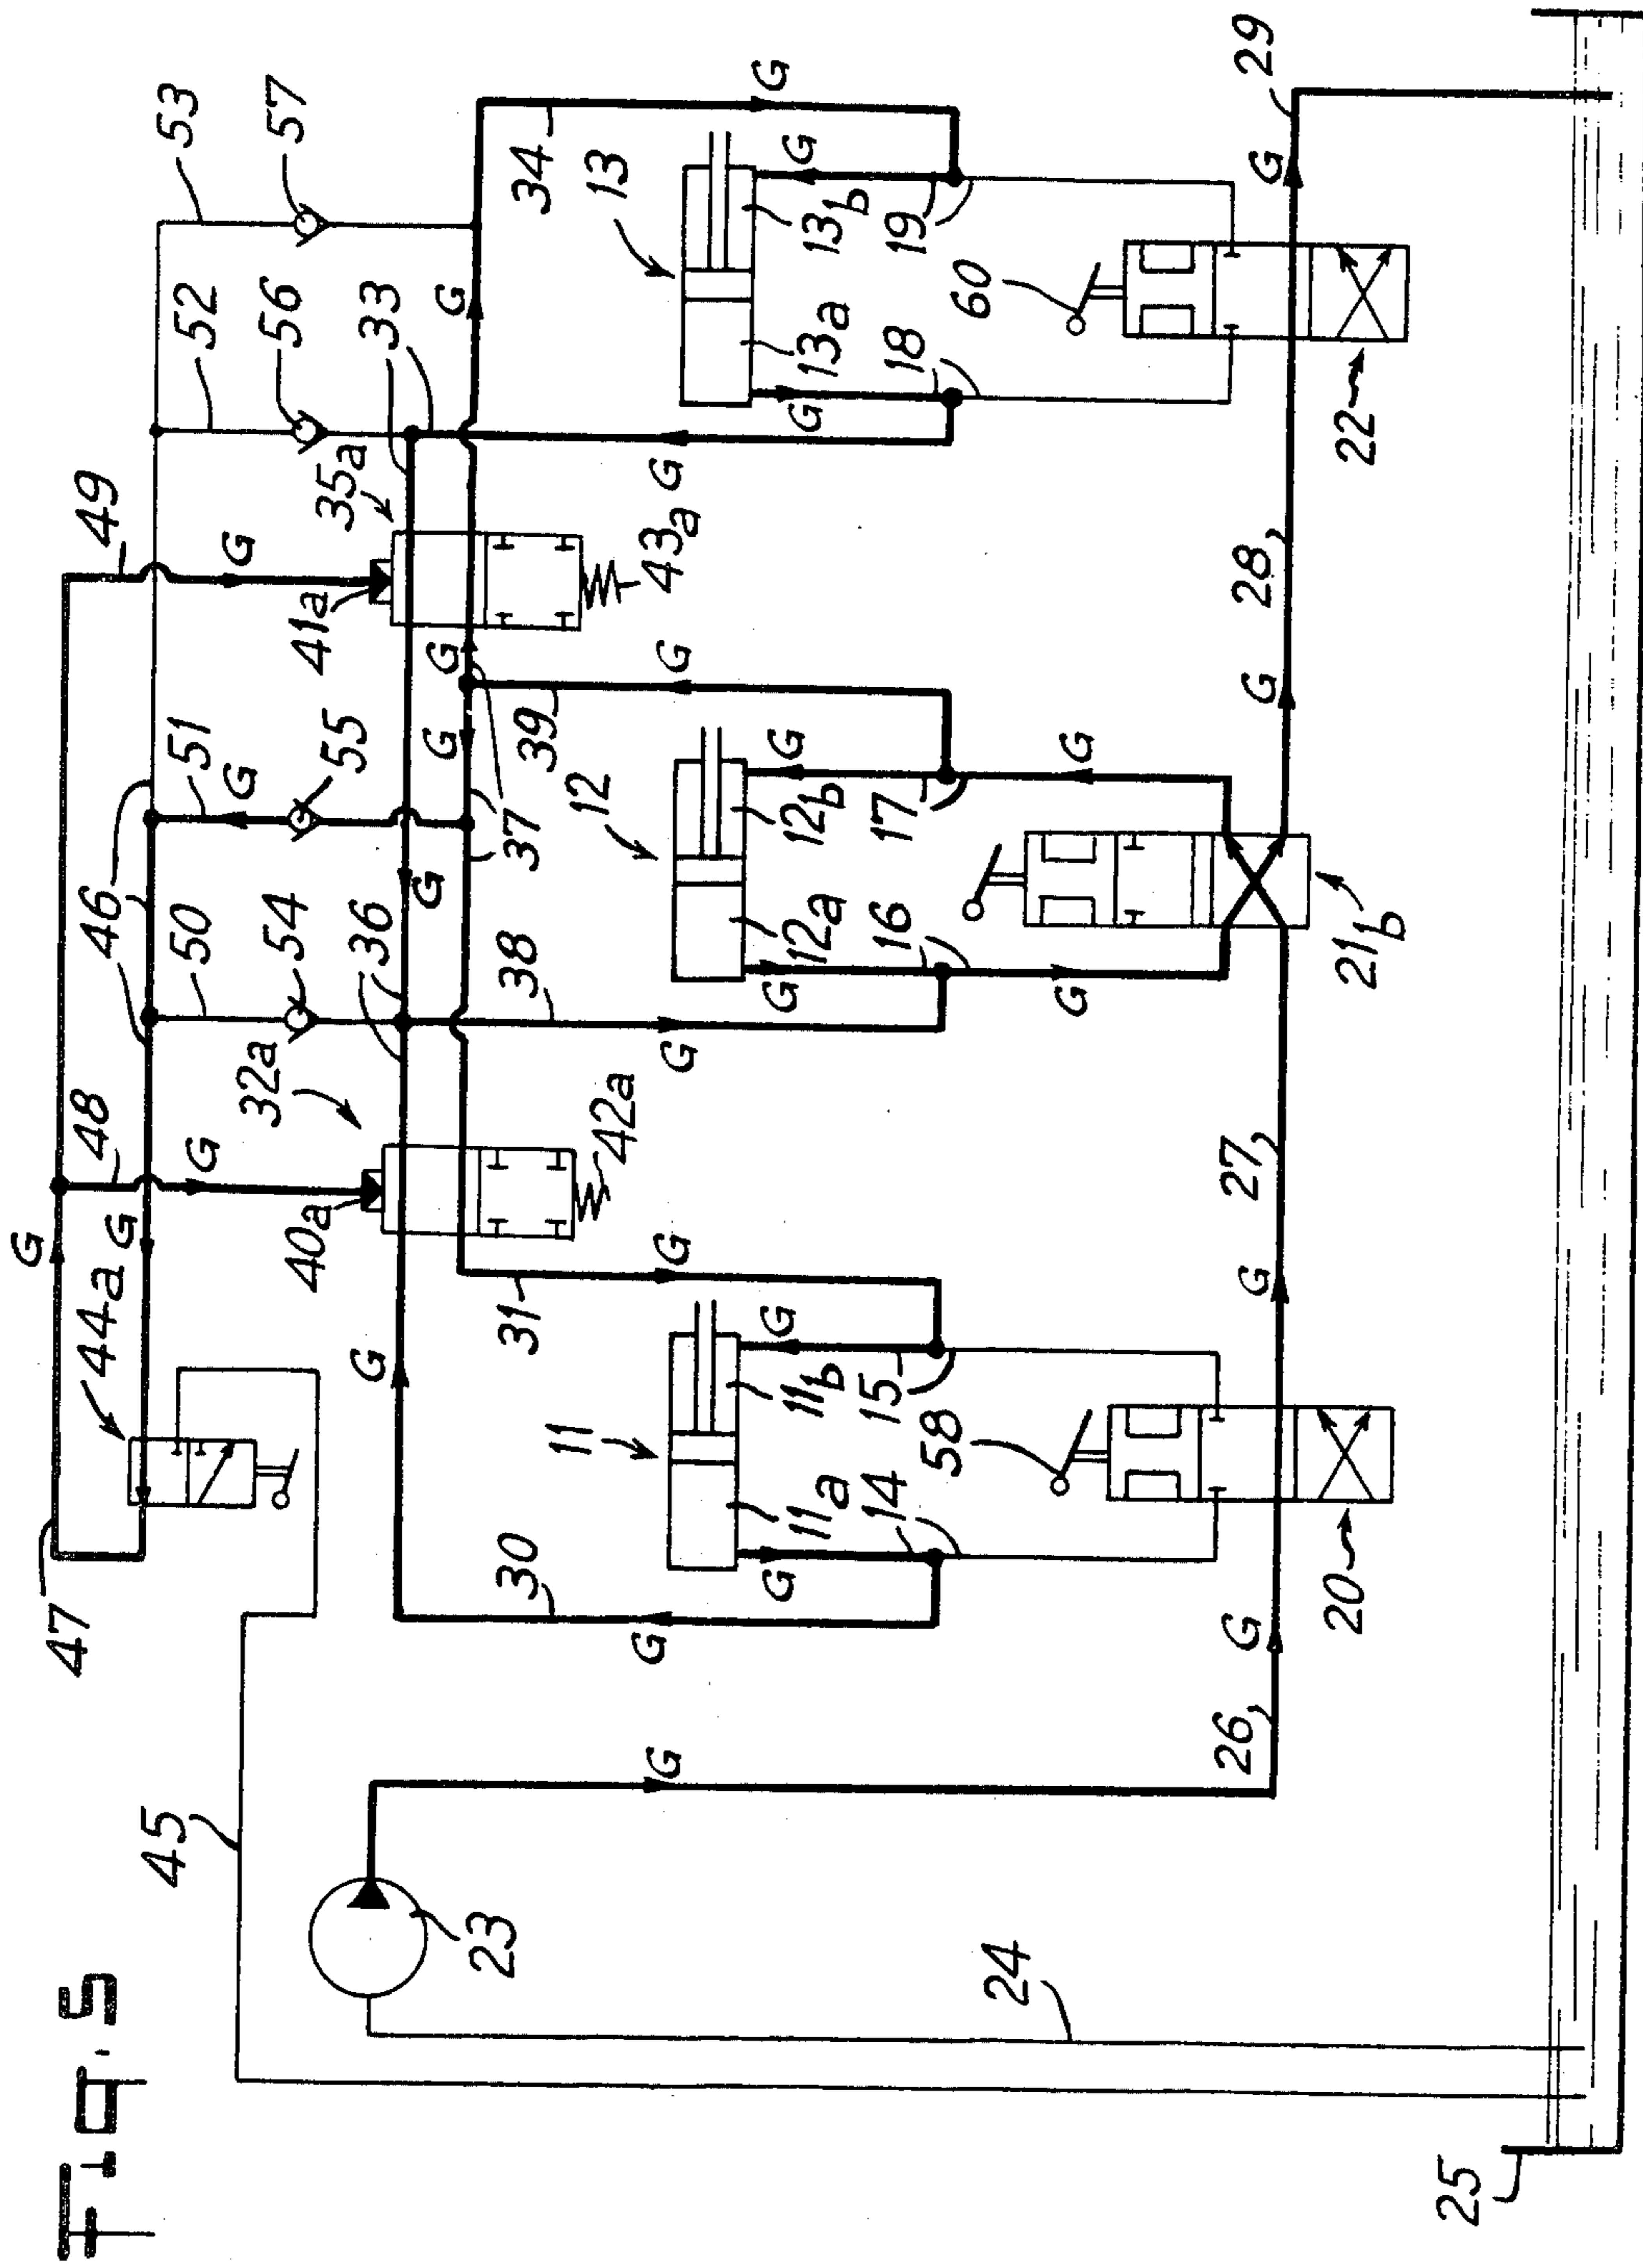 FIG. 5
G
47
44a
G
48
G
46
50
51
G
49
G
52
53
45
32a
54
55
41a
35a
56
57
40a
36
G
37
G
G
33
G
G
42a
43a
30
31
G
38
39
34
G
G
G
G
G
23
11
11a
11b
G
G
14
15
12
12a
12b
G
G
16
17
G
G
13
13a
13b
G
G
18
19
58
60
24
26
G
20
G
27
21b
G
28
22
G
29
25